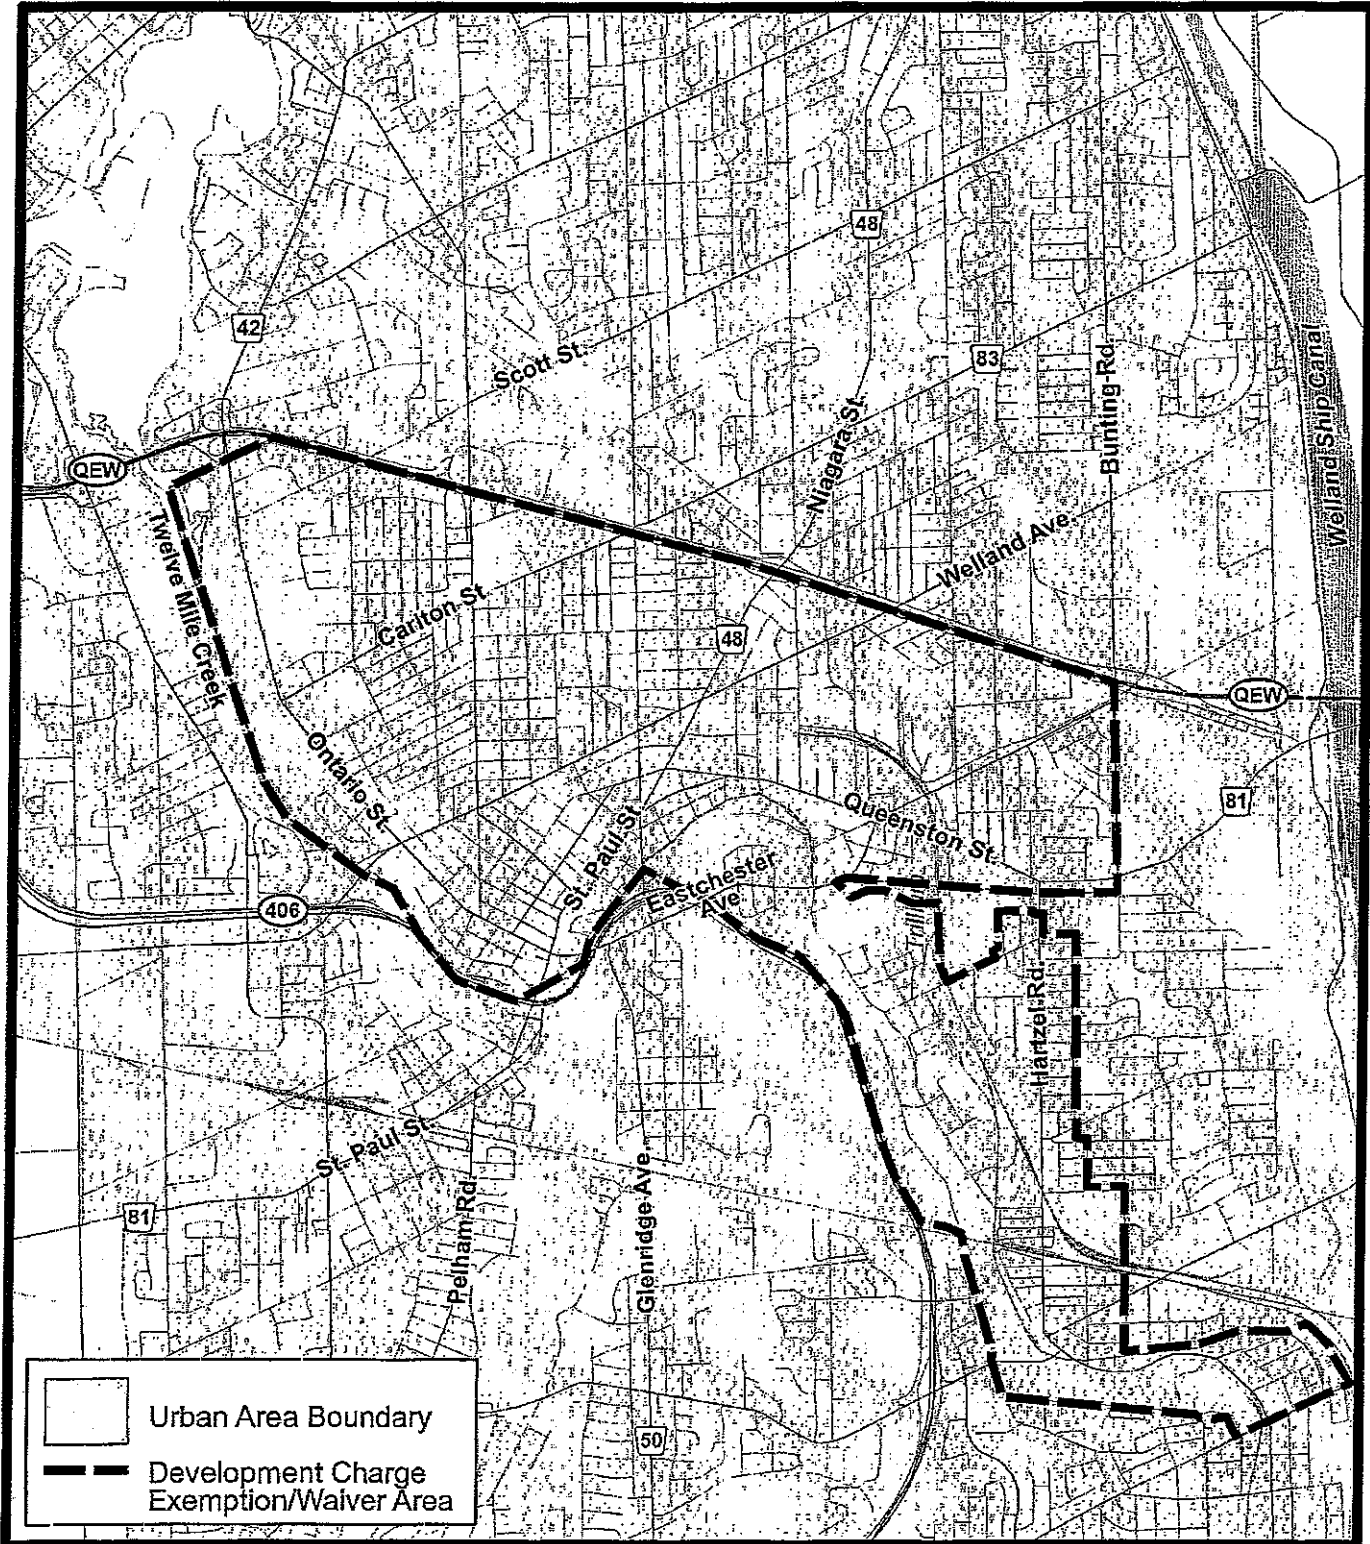 48
42
Scott St.
83
Bunting Rd.
Welland Ship Canal
Niagara St.
QEW
Twelve Mile Creek
Welland Ave.
Carlton St
48
QEW
Ontario St.
81
Queenston St.
St. Paul St.
Eastchester
Ave
406
Hartzel Rd.
St. Paul St.
81
Pelham Rd.
Glenridge Ave.
50
Urban Area Boundary
Development Charge
Exemption/Waiver Area